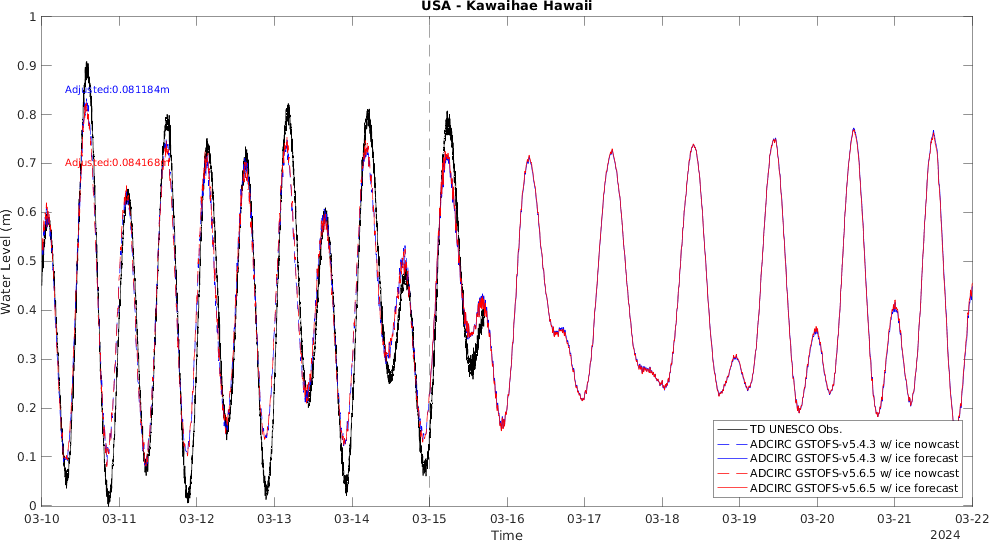 USA - Kawaihae Hawaii
1
0.9
0.8
0.7
0.6
0.5
0.4
0.3
0.2
0.1
0
Water Level (m)
Adjusted:0.081184m
Adjusted:0.084168m
TD UNESCO Obs.
ADCIRC GSTOFS-v5.4.3 w/ ice nowcast
ADCIRC GSTOFS-v5.4.3 w/ ice forecast
ADCIRC GSTOFS-v5.6.5 w/ ice nowcast
ADCIRC GSTOFS-v5.6.5 w/ ice forecast
03-10 03-11 03-12 03-13 03-14 03-15 03-16 03-17 03-18 03-19 03-20 03-21 03-22
Time
2024